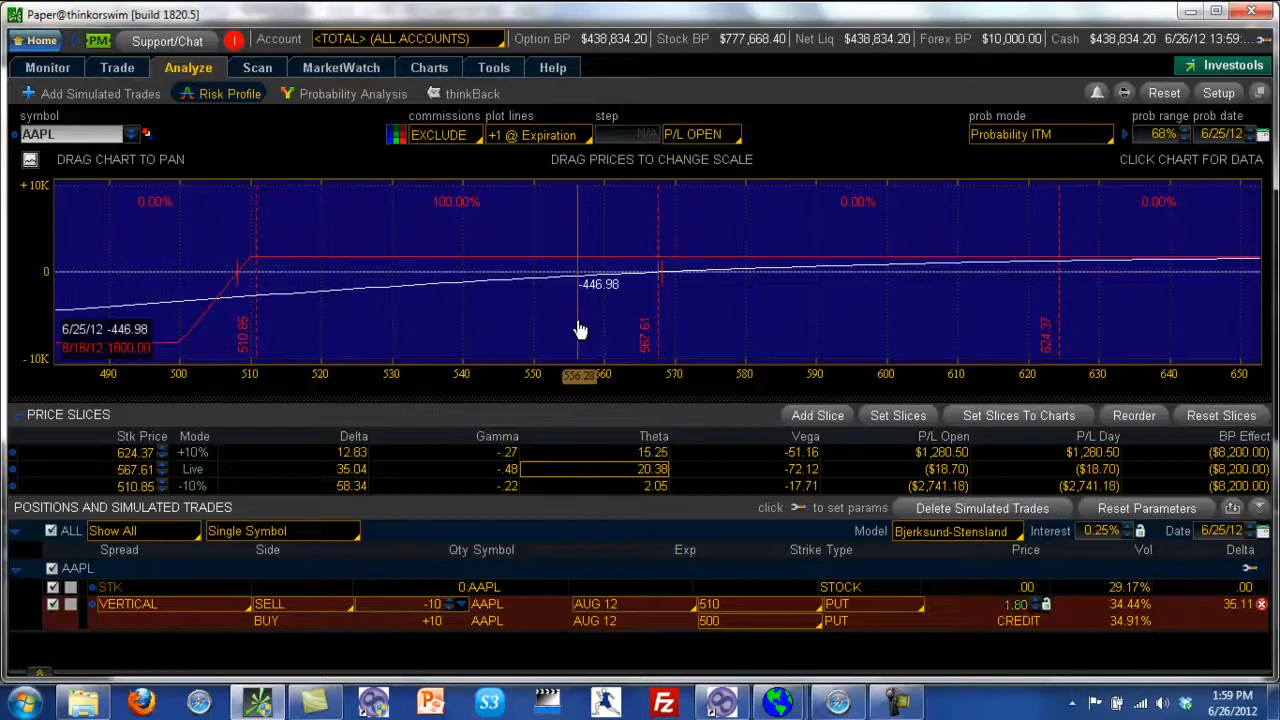 Paper@thinkorswim [build 1820.5]
Home PM Support/Chat ! Account <TOTAL> (ALL ACCOUNTS) Option BP $438,834.20 Stock BP $777,668.40 Net Liq $438,834.20 Forex BP $10,000.00 Cash $438,834.20 6/26/12 13:59:...
Monitor Trade Analyze Scan MarketWatch Charts Tools Help Investools
Add Simulated Trades Risk Profile Probability Analysis thinkBack Reset Setup
symbol commissions plot lines step prob mode prob range prob date
AAPL EXCLUDE +1 @ Expiration N/A P/L OPEN Probability ITM 68% 6/25/12
DRAG CHART TO PAN DRAG PRICES TO CHANGE SCALE CLICK CHART FOR DATA
+10K
0.00% 100.00% 0.00% 0.00%
0
-446.98
6/25/12 -446.98
8/18/12 1800.00
510.85 567.61 624.37
-10K
490 500 510 520 530 540 550 556.28 560 570 580 590 600 610 620 630 640 650
PRICE SLICES Add Slice Set Slices Set Slices To Charts Reorder Reset Slices
Stk Price Mode Delta Gamma Theta Vega P/L Open P/L Day BP Effect
624.37 +10% 12.83 -.27 15.25 -51.16 $1,280.50 $1,280.50 ($8,200.00)
567.61 Live 35.04 -.48 20.38 -72.12 ($18.70) ($18.70) ($8,200.00)
510.85 -10% 58.34 -.22 2.05 -17.71 ($2,741.18) ($2,741.18) ($8,200.00)
POSITIONS AND SIMULATED TRADES click to set params Delete Simulated Trades Reset Parameters
ALL Show All Single Symbol Model Bjerksund-Stensland Interest 0.25% Date 6/25/12
Spread Side Qty Symbol Exp Strike Type Price Vol Delta
AAPL
STK 0 AAPL STOCK .00 29.17% .00
VERTICAL SELL -10 AAPL AUG 12 510 PUT 1.80 34.44% 35.11
BUY +10 AAPL AUG 12 500 PUT CREDIT 34.91%
S3 P FZ
1:59 PM
6/26/2012